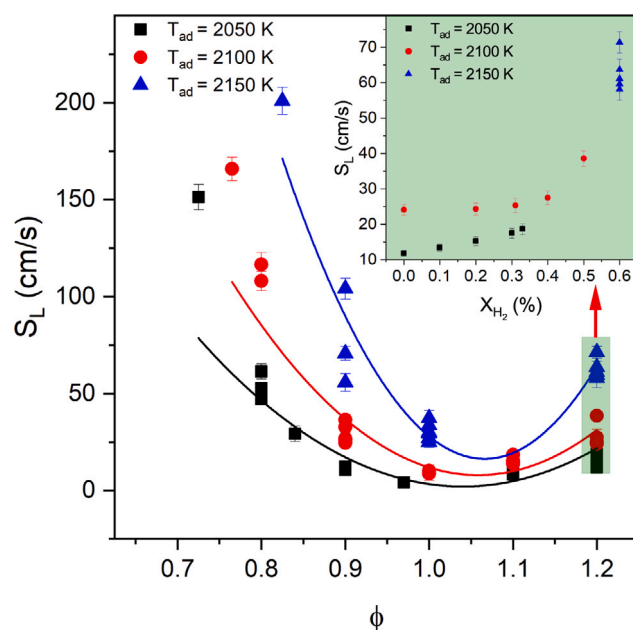 T_ad = 2050 K
T_ad = 2100 K
T_ad = 2150 K
200
150
100
50
0
S_L (cm/s)
0.7 0.8 0.9 1.0 1.1 1.2
ϕ
T_ad = 2050 K
T_ad = 2100 K
T_ad = 2150 K
70
60
50
40
30
20
10
S_L (cm/s)
0.0 0.1 0.2 0.3 0.4 0.5 0.6
X_H₂ (%)